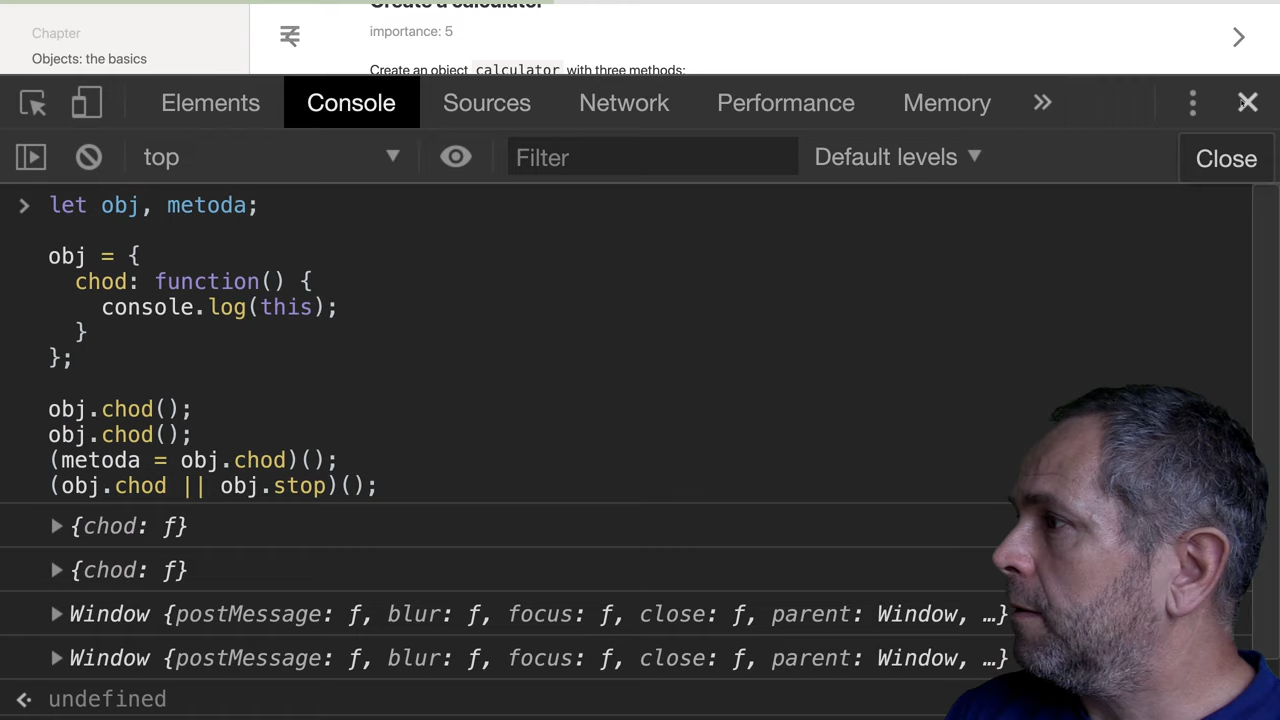 Create a calculator
Chapter
importance: 5
Objects: the basics
Create an object calculator with three methods:
Elements Console Sources Network Performance Memory
top Filter Default levels Close
let obj, metoda;
obj = {
chod: function() {
console.log(this);
}
};
obj.chod();
obj.chod();
(metoda = obj.chod)();
(obj.chod || obj.stop)();
{chod: ƒ}
{chod: ƒ}
Window {postMessage: ƒ, blur: ƒ, focus: ƒ, close: ƒ, parent: Window, …}
Window {postMessage: ƒ, blur: ƒ, focus: ƒ, close: ƒ, parent: Window, …}
undefined